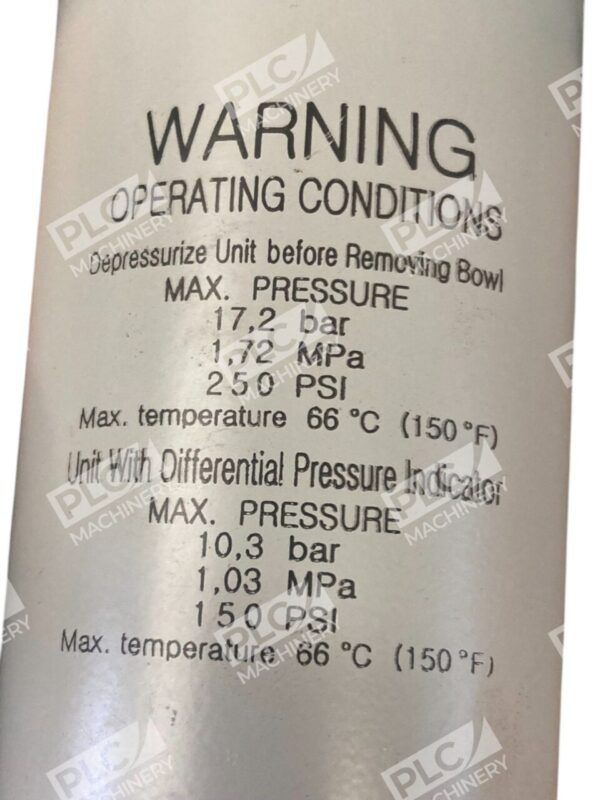 WARNING
OPERATING CONDITIONS
Depressurize Unit before Removing Bowl
MAX. PRESSURE
17,2 bar
1,72 MPa
250 PSI
Max. temperature 66 °C (150°F)
Unit With Differential Pressure Indicator
MAX. PRESSURE
10,3 bar
1,03 MPa
150 PSI
Max. temperature 66 °C (150°F)
PLC MACHINERY